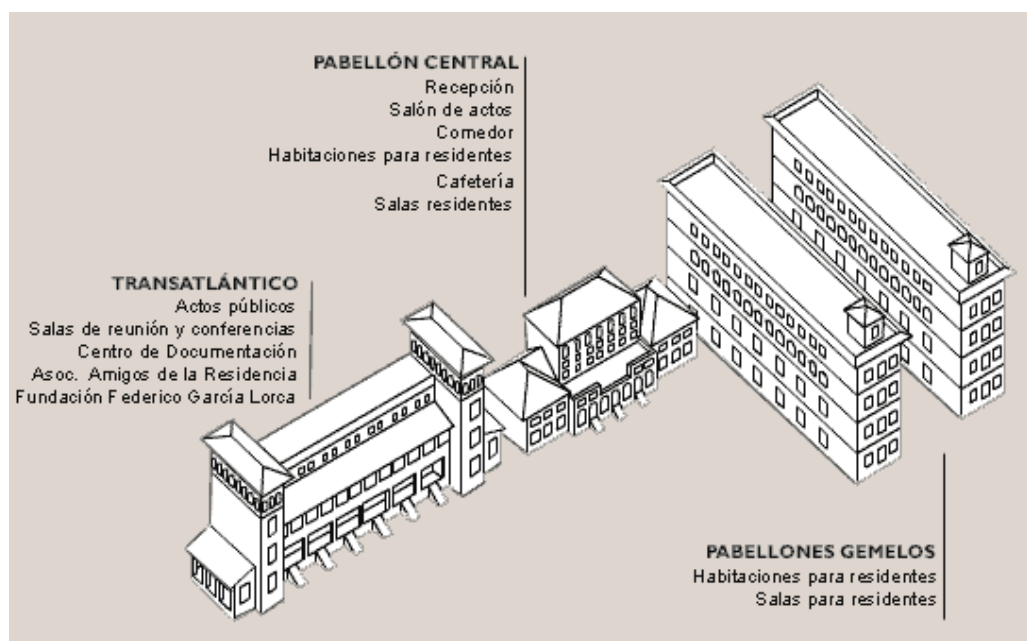 PABELLÓN CENTRAL
Recepción
Salón de actos
Comedor
Habitaciones para residentes
Cafetería
Salas residentes
TRANSATLÁNTICO
Actos públicos
Salas de reunión y conferencias
Centro de Documentación
Asoc. Amigos de la Residencia
Fundación Federico García Lorca
PABELLONES GEMELOS
Habitaciones para residentes
Salas para residentes